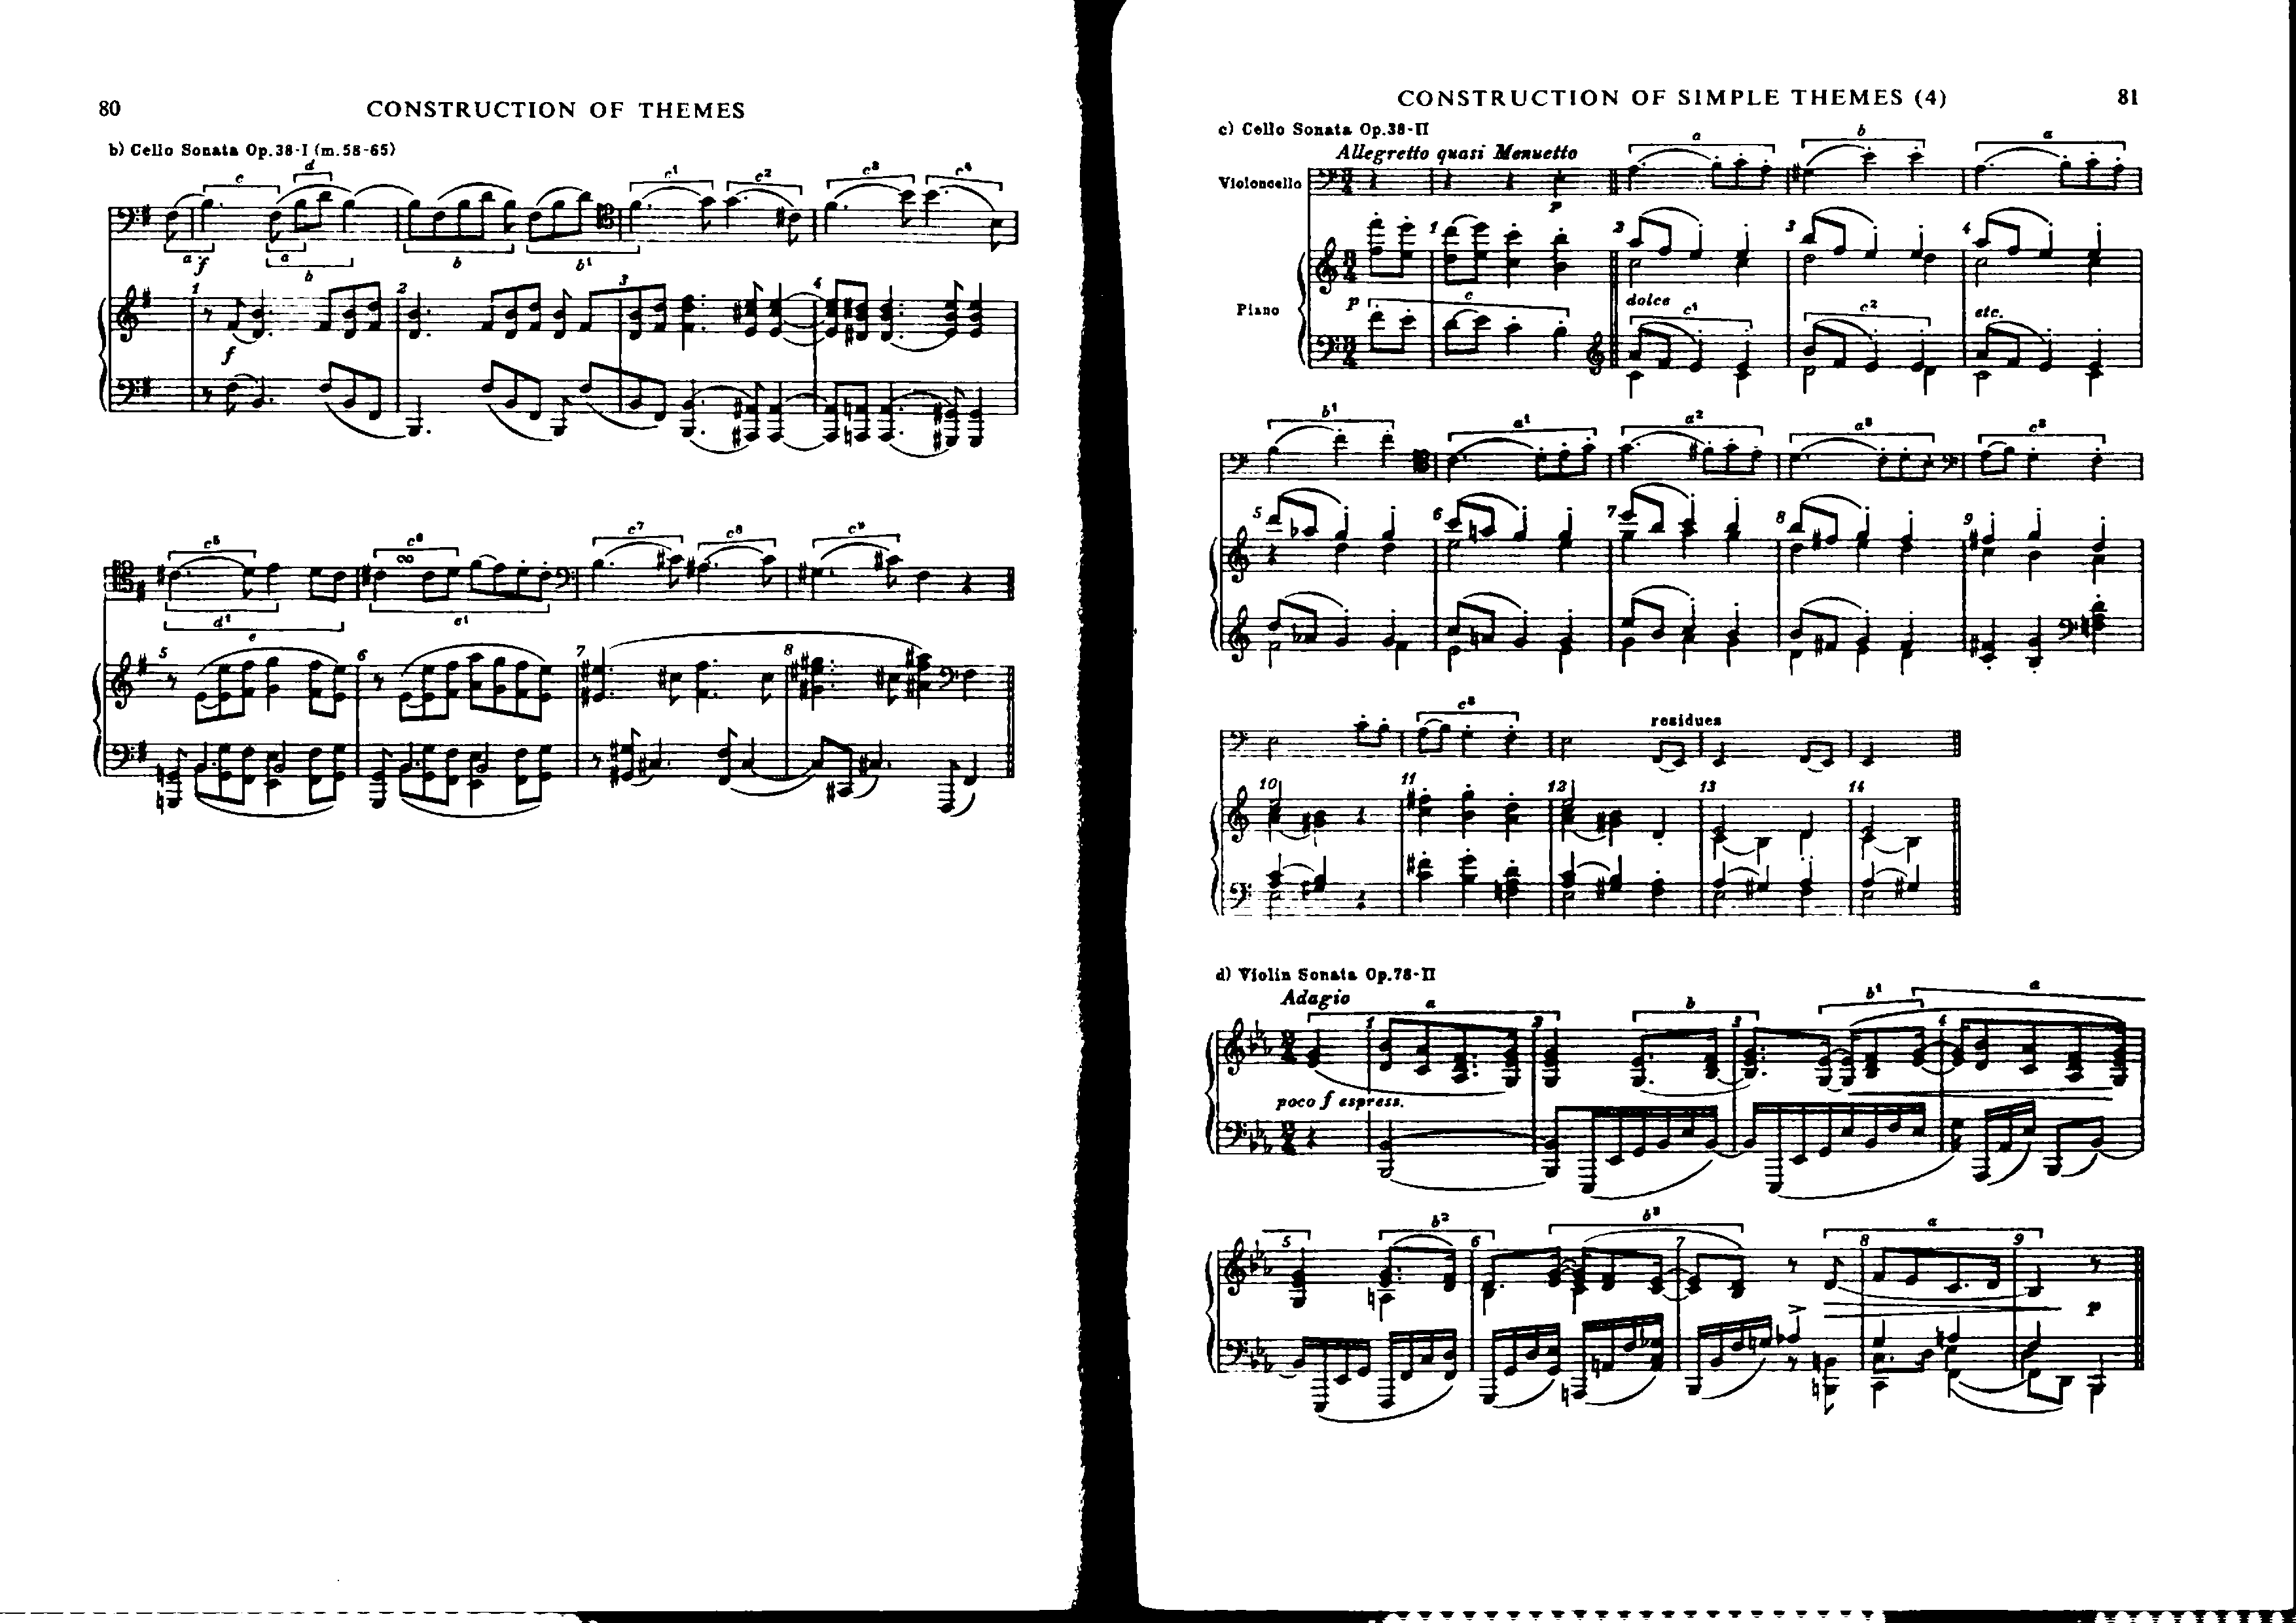 80
CONSTRUCTION OF THEMES
b) Cello Sonata Op.38-I (m.58-65)
d
c c¹ c² c³ c⁴
a f a b b b¹
1 2 3 4
f
c⁵ c⁶ c⁷ c⁸ c⁹
d¹
e e¹
5 6 7 8
CONSTRUCTION OF SIMPLE THEMES (4)
81
c) Cello Sonata Op.38-II
Allegretto quasi Menuetto
a b a
Violoncello
p
1 2 3 4
p c dolce c¹ c² etc.
Piano
b¹ a¹ a² a³ c³
5 6 7 8 9
c³ residues
10 11 12 13 14
d) Violin Sonata Op.78-II
Adagio
a b b¹ a
1 2 3 4
poco f espress.
b² b³ a
5 6 7 8 9
p